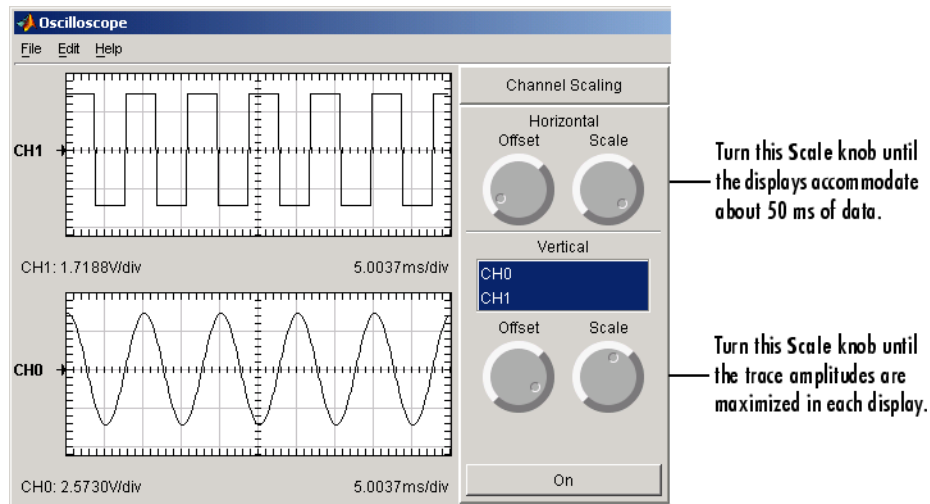 Oscilloscope
File Edit Help
CH1
CH1: 1.7188V/div 5.0037ms/div
CH0
CH0: 2.5730V/div 5.0037ms/div
Channel Scaling
Horizontal
Offset Scale
Vertical
CH0
CH1
Offset Scale
On
Turn this Scale knob until
the displays accommodate
about 50 ms of data.
Turn this Scale knob until
the trace amplitudes are
maximized in each display.